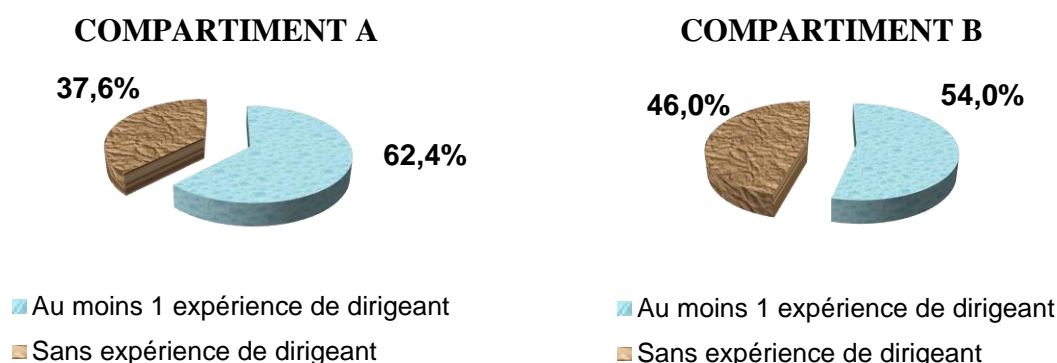 COMPARTIMENT A
37,6%
62,4%
Au moins 1 expérience de dirigeant
Sans expérience de dirigeant
COMPARTIMENT B
46,0%
54,0%
Au moins 1 expérience de dirigeant
Sans expérience de dirigeant